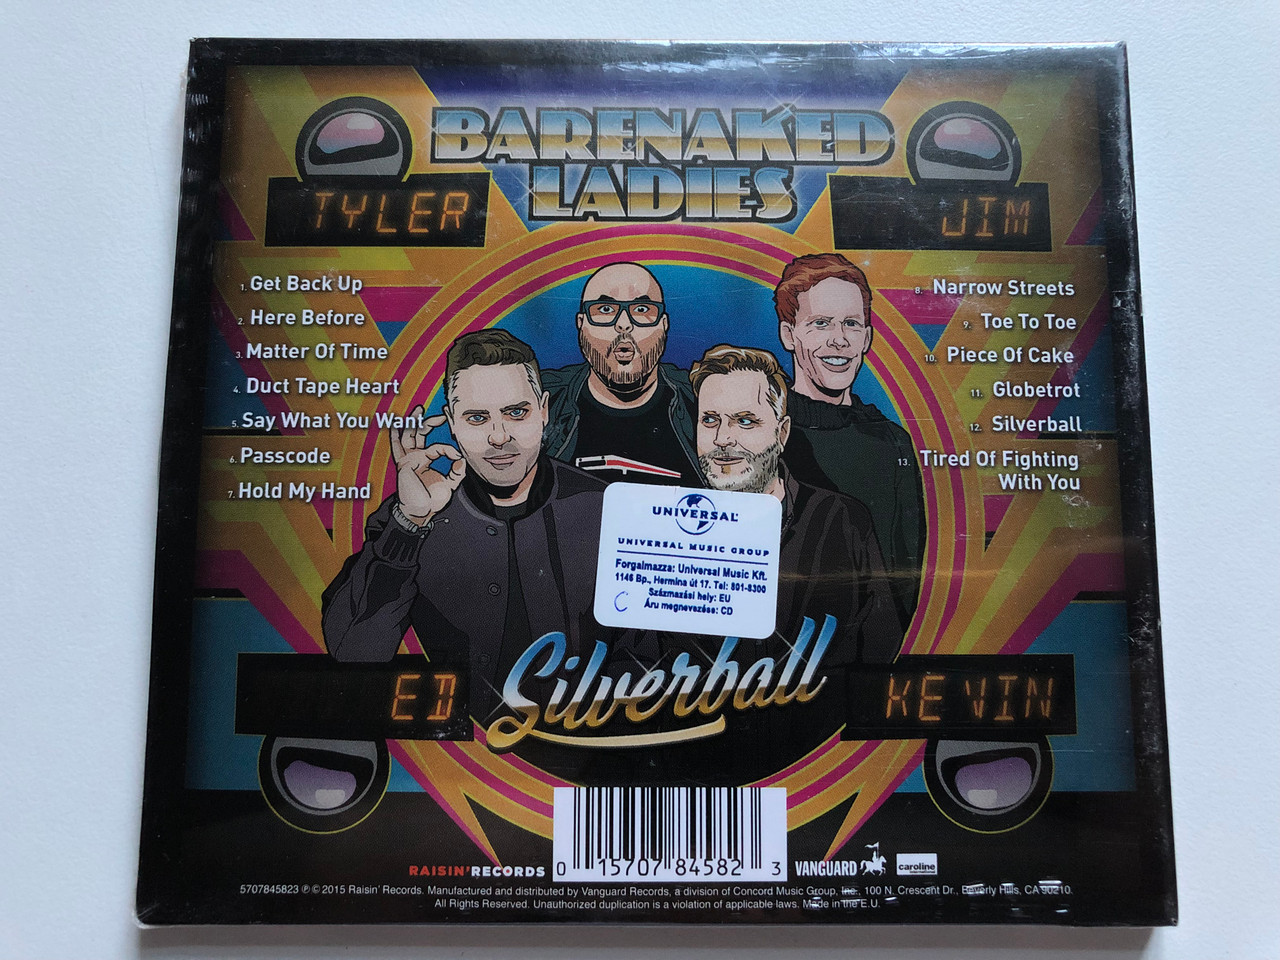 BARENAKED
LADIES
TYLER
JIM
1. Get Back Up
2. Here Before
3. Matter Of Time
4. Duct Tape Heart
5. Say What You Want
6. Passcode
7. Hold My Hand
8. Narrow Streets
9. Toe To Toe
10. Piece Of Cake
11. Globetrot
12. Silverball
13. Tired Of Fighting
With You
UNIVERSAL
UNIVERSAL MUSIC GROUP
Forgalmazza: Universal Music Kft.
1146 Bp., Hermina út 17. Tel: 801-8300
Százmazási hely: EU
Áru megnevezése: CD
C
Silverball
ED
KEVIN
RAISIN' RECORDS
0 15707 84582 3
VANGUARD
caroline
5707845823 ℗ © 2015 Raisin' Records. Manufactured and distributed by Vanguard Records, a division of Concord Music Group, Inc., 100 N. Crescent Dr., Beverly Hills, CA 90210.
All Rights Reserved. Unauthorized duplication is a violation of applicable laws. Made in the E.U.